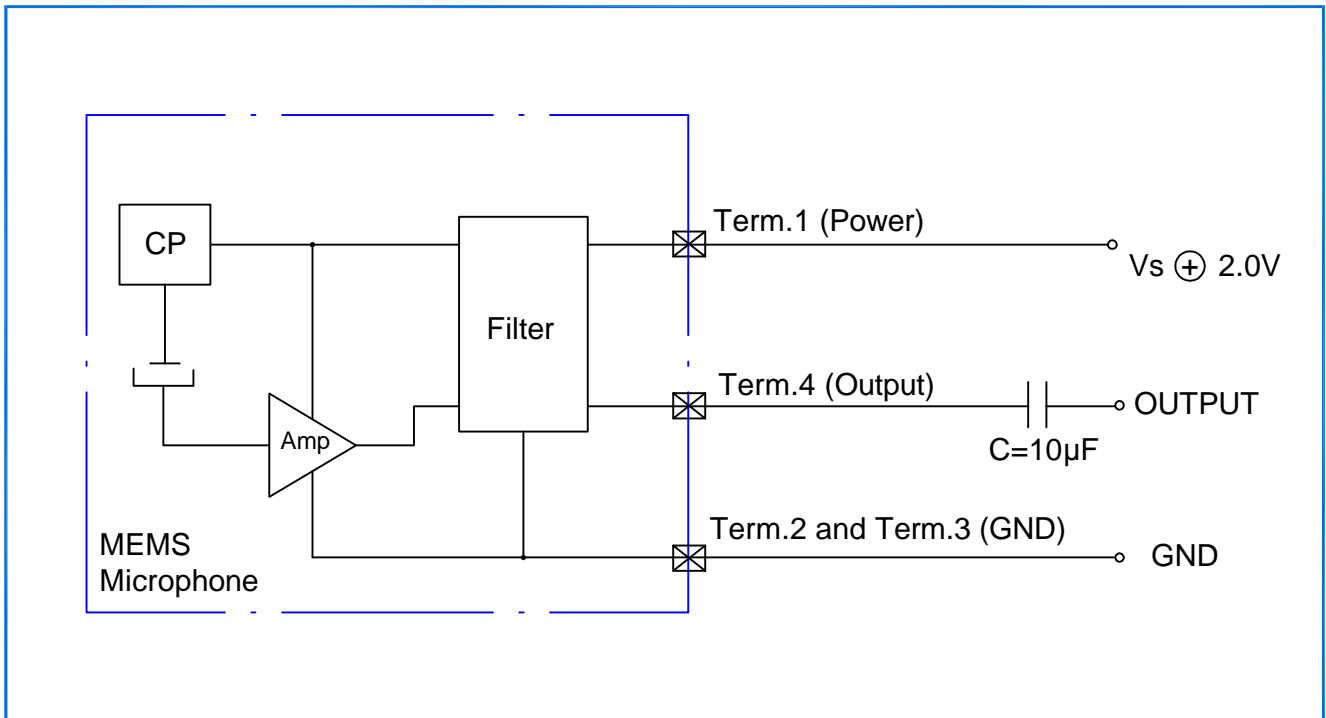 Term.1 (Power)
CP
Vs ⊕ 2.0V
Filter
Term.4 (Output)
OUTPUT
Amp
C=10µF
Term.2 and Term.3 (GND)
GND
MEMS
Microphone